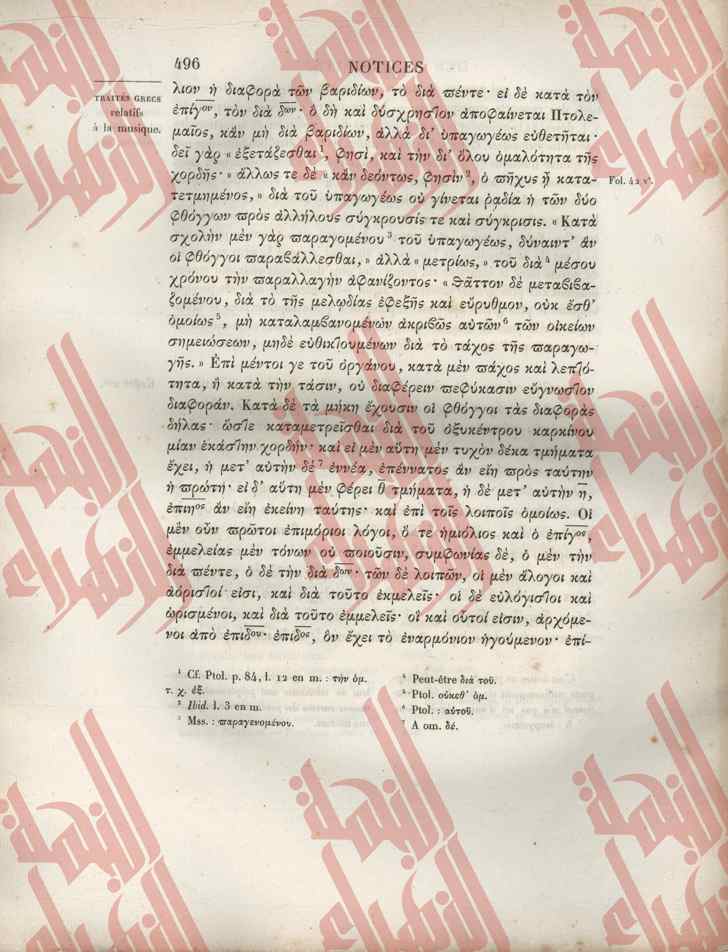 496 NOTICES
TRAITÉS GRECS
relatifs
à la musique.
λιον ἡ διαφορὰ τῶν βαριδίων, τὸ διὰ πέντε· εἰ δὲ κατὰ τὸν
ἐπίγον, τὸν διὰ δων· ὃ δὴ καὶ δύσχρηστον ἀποφαίνεται Πτολε-
μαῖος, κἂν μὴ διὰ βαριδίων, ἀλλὰ δι' ὑπαγωγέως εὐθετῆται·
δεῖ γὰρ « ἐξετάζεσθαι¹, φησὶ, καὶ τὴν δι' ὅλου ὁμαλότητα τῆς
χορδῆς· » ἄλλως τε δὲ « κἂν δεόντως, φησὶν², ὁ πῆχυς ᾖ κατα-
Fol. 42 v°.
τετμημένος, » διὰ τοῦ ὑπαγωγέως οὐ γίνεται ῥᾳδία ἡ τῶν δύο
φθόγγων πρὸς ἀλλήλους σύγκρουσίς τε καὶ σύγκρισις. « Κατὰ
σχολὴν μὲν γὰρ παραγομένου³ τοῦ ὑπαγωγέως, δύναιντ' ἂν
οἱ φθόγγοι παραβάλλεσθαι, » ἀλλὰ « μετρίως, » τοῦ διὰ⁴ μέσου
χρόνου τὴν παραλλαγὴν ἀφανίζοντος· « Θᾶττον δὲ μεταβιβα-
ζομένου, διὰ τὸ τῆς μελῳδίας ἐφεξῆς καὶ εὔρυθμον, οὐκ ἔσθ'
ὁμοίως⁵, μὴ καταλαμβανομένων ἀκριβῶς αὐτῶν⁶ τῶν οἰκείων
σημειώσεων, μηδὲ εὐθικτουμένων διὰ τὸ τάχος τῆς παραγω-
γῆς. » Ἐπὶ μέντοι γε τοῦ ὀργάνου, κατὰ μὲν πάχος καὶ λεπτό-
τητα, ἢ κατὰ τὴν τάσιν, οὐ διαφέρειν πεφύκασιν εὔγνωστον
διαφοράν. Κατὰ δὲ τὰ μήκη ἔχουσιν οἱ φθόγγοι τὰς διαφορὰς
δήλας· ὥστε καταμετρεῖσθαι διὰ τοῦ ὀξυκέντρου καρκίνου
μίαν ἑκάστην χορδήν· καὶ εἰ μὲν αὕτη μὲν τυχὸν δέκα τμήματα
ἔχει, ἡ μετ' αὐτὴν δὲ⁷ ἐννέα, ἐπέννατος ἂν εἴη πρὸς ταύτην
ἡ πρώτη· εἰ δ' αὕτη μὲν φέρει θ τμήματα, ἡ δὲ μετ' αὐτὴν η,
ἐπιηος ἂν εἴη ἐκείνη ταύτης· καὶ ἐπὶ τοῖς λοιποῖς ὁμοίως. Οἱ
μὲν οὖν πρῶτοι ἐπιμόριοι λόγοι, ὅ τε ἡμιόλιος καὶ ὁ ἐπίγος,
ἐμμελείας μὲν τόνων οὐ ποιοῦσιν, συμφωνίας δὲ, ὁ μὲν τὴν
διὰ πέντε, ὁ δὲ τὴν διὰ δων· τῶν δὲ λοιπῶν, οἱ μὲν ἄλογοι καὶ
ἀόριστοί εἰσι, καὶ διὰ τοῦτο ἐκμελεῖς· οἱ δὲ εὐλόγιστοι καὶ
ὡρισμένοι, καὶ διὰ τοῦτο ἐμμελεῖς· οἳ καὶ οὗτοί εἰσιν, ἀρχόμε-
νοι ἀπὸ ἐπιδου· ἐπιδος, ὃν ἔχει τὸ ἐναρμόνιον ἡγούμενον· ἐπί-
¹ Cf. Ptol. p. 84, l. 12 en m. : τὴν ὁμ.
τ. χ. ἐξ.
² Ibid. l. 3 en m.
³ Mss. : παραγενομένου.
⁴ Peut-être διὰ τοῦ.
⁵ Ptol. οὐκεθ' ὁμ.
⁶ Ptol. : αὐτοῦ.
⁷ A om. δέ.